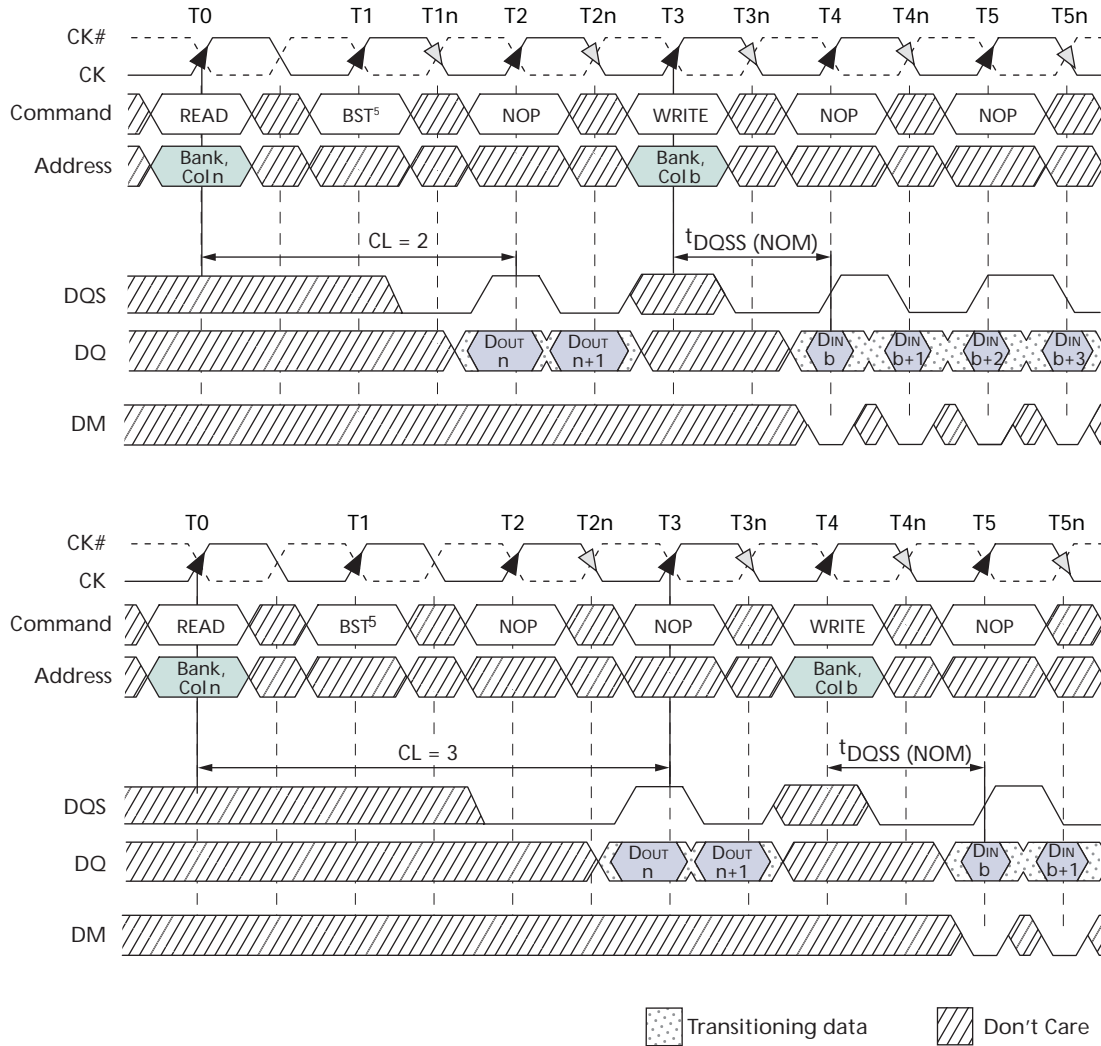 T0 T1 T1n T2 T2n T3 T3n T4 T4n T5 T5n
CK#
CK
Command READ BST5 NOP WRITE NOP NOP
Address Bank, Col n Bank, Col b
CL = 2 tDQSS (NOM)
DQS
DQ DOUT n DOUT n+1 DIN b DIN b+1 DIN b+2 DIN b+3
DM
T0 T1 T2 T2n T3 T3n T4 T4n T5 T5n
CK#
CK
Command READ BST5 NOP NOP WRITE NOP
Address Bank, Col n Bank, Col b
CL = 3 tDQSS (NOM)
DQS
DQ DOUT n DOUT n+1 DIN b DIN b+1
DM
Transitioning data Don't Care